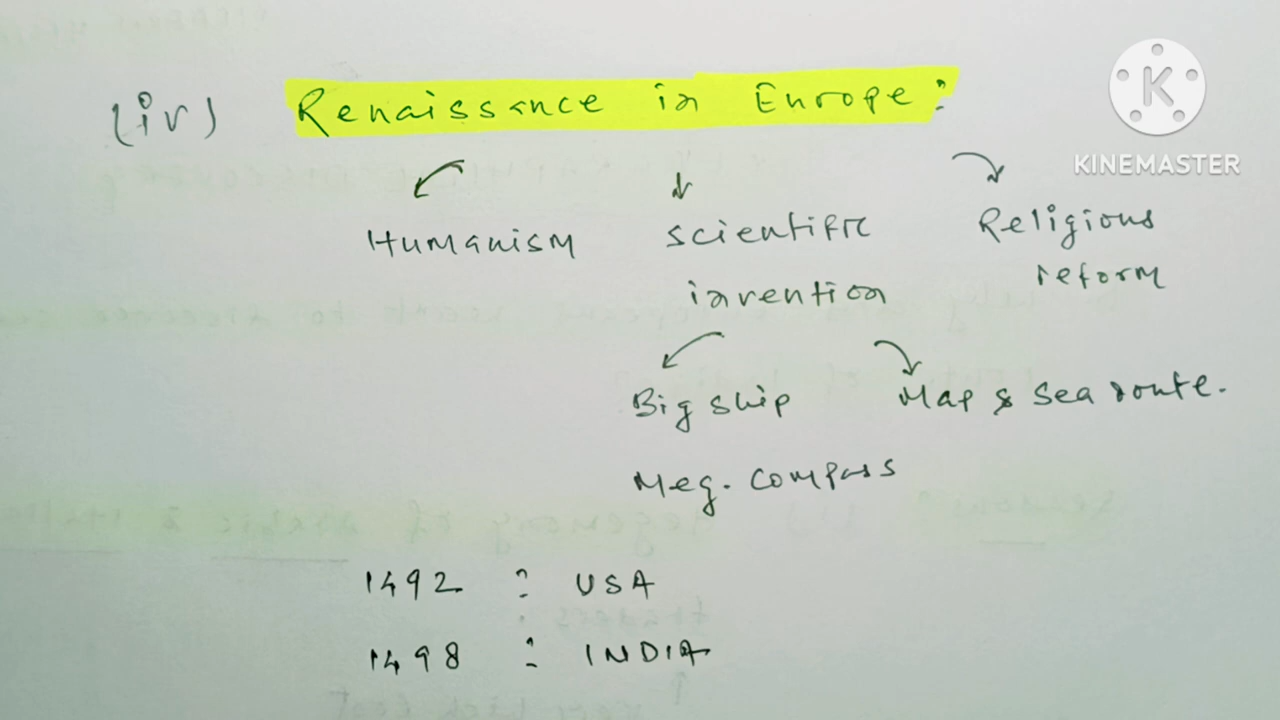 (iv) Renaissance in Europe:
Humanism
scientific
invention
Religious
reform
Big ship
Map & sea route.
Meg. compass
1492 : USA
1498 : INDIA
KINEMASTER